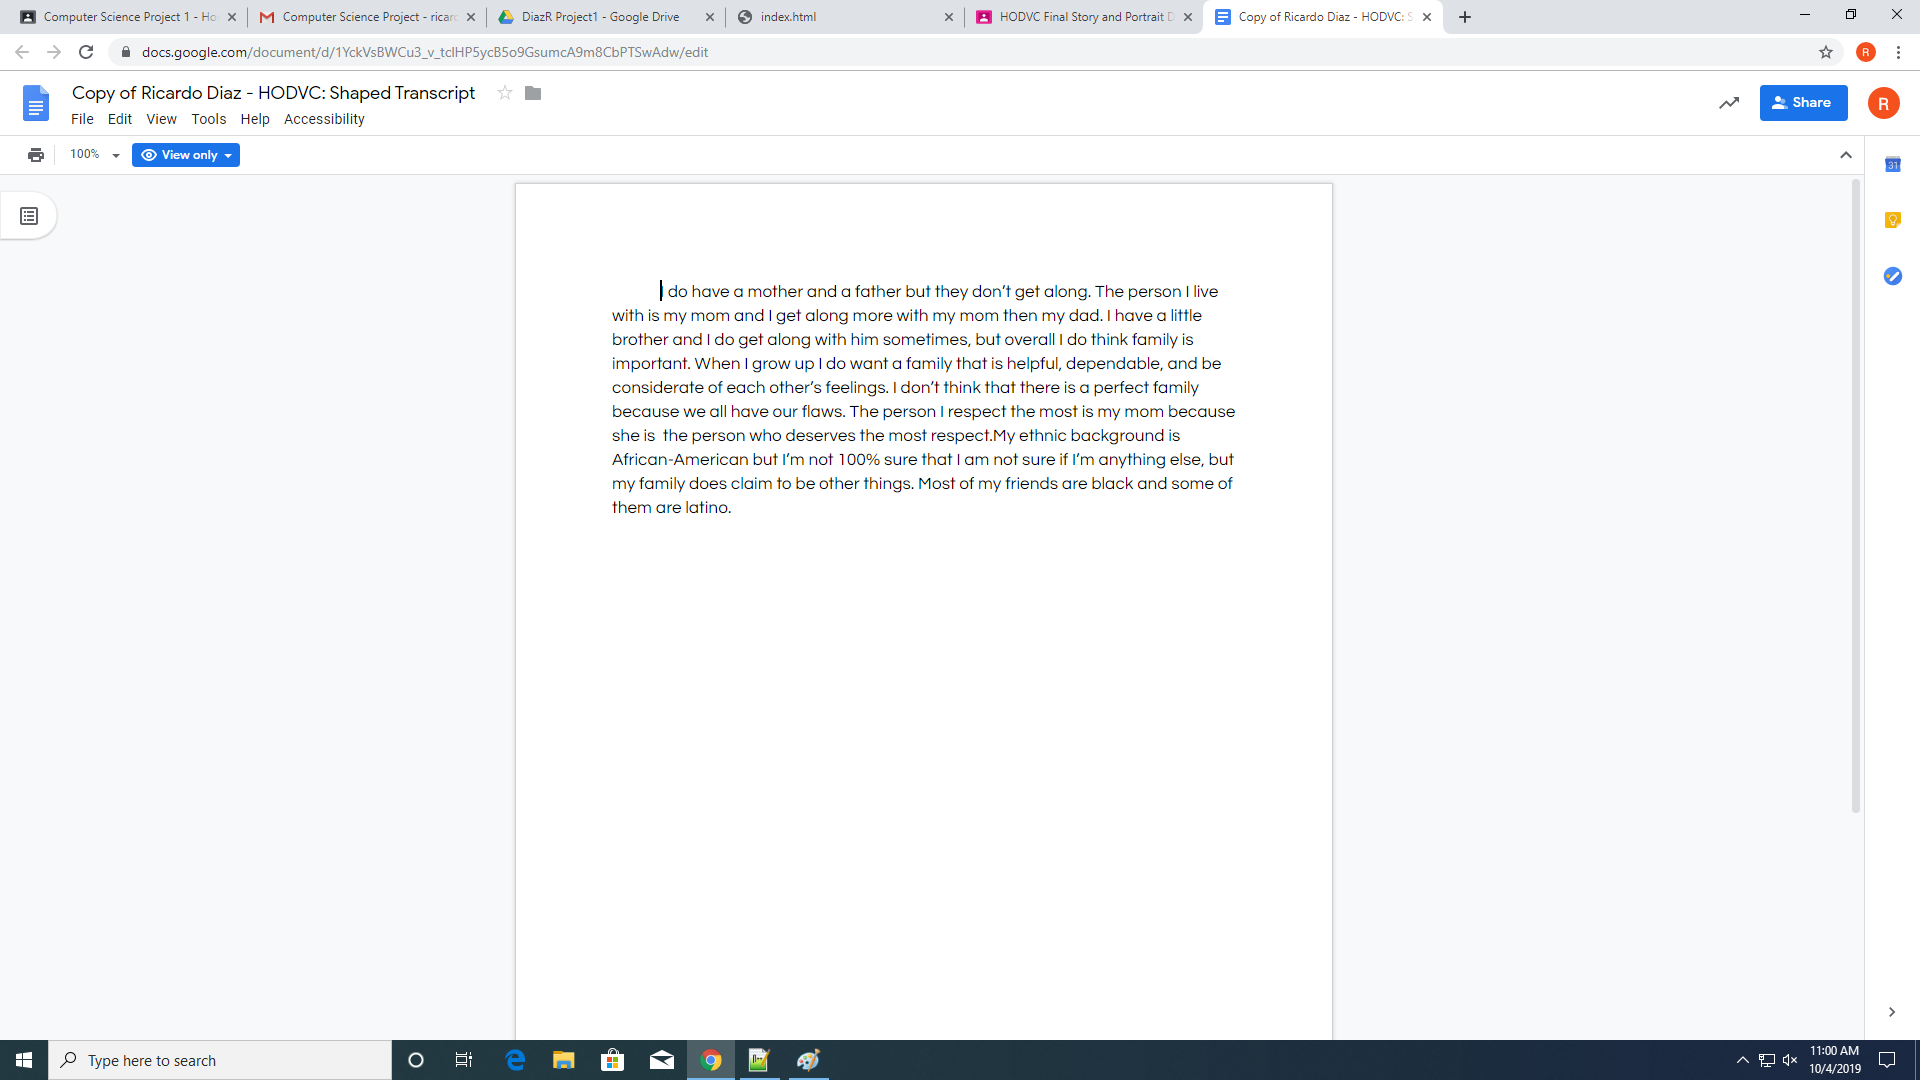 Computer Science Project 1 - Ho
Computer Science Project - ricar
DiazR Project1 - Google Drive
index.html
HODVC Final Story and Portrait D
Copy of Ricardo Diaz - HODVC: S
docs.google.com/document/d/1YckVsBWCu3_v_tclHP5ycB5o9GsumcA9m8CbPTSwAdw/edit
R
Copy of Ricardo Diaz - HODVC: Shaped Transcript
File Edit View Tools Help Accessibility
Share
R
100%
View only
31
I do have a mother and a father but they don’t get along. The person I live
with is my mom and I get along more with my mom then my dad. I have a little
brother and I do get along with him sometimes, but overall I do think family is
important. When I grow up I do want a family that is helpful, dependable, and be
considerate of each other’s feelings. I don’t think that there is a perfect family
because we all have our flaws. The person I respect the most is my mom because
she is  the person who deserves the most respect.My ethnic background is
African-American but I’m not 100% sure that I am not sure if I’m anything else, but
my family does claim to be other things. Most of my friends are black and some of
them are latino.
Type here to search
11:00 AM
10/4/2019